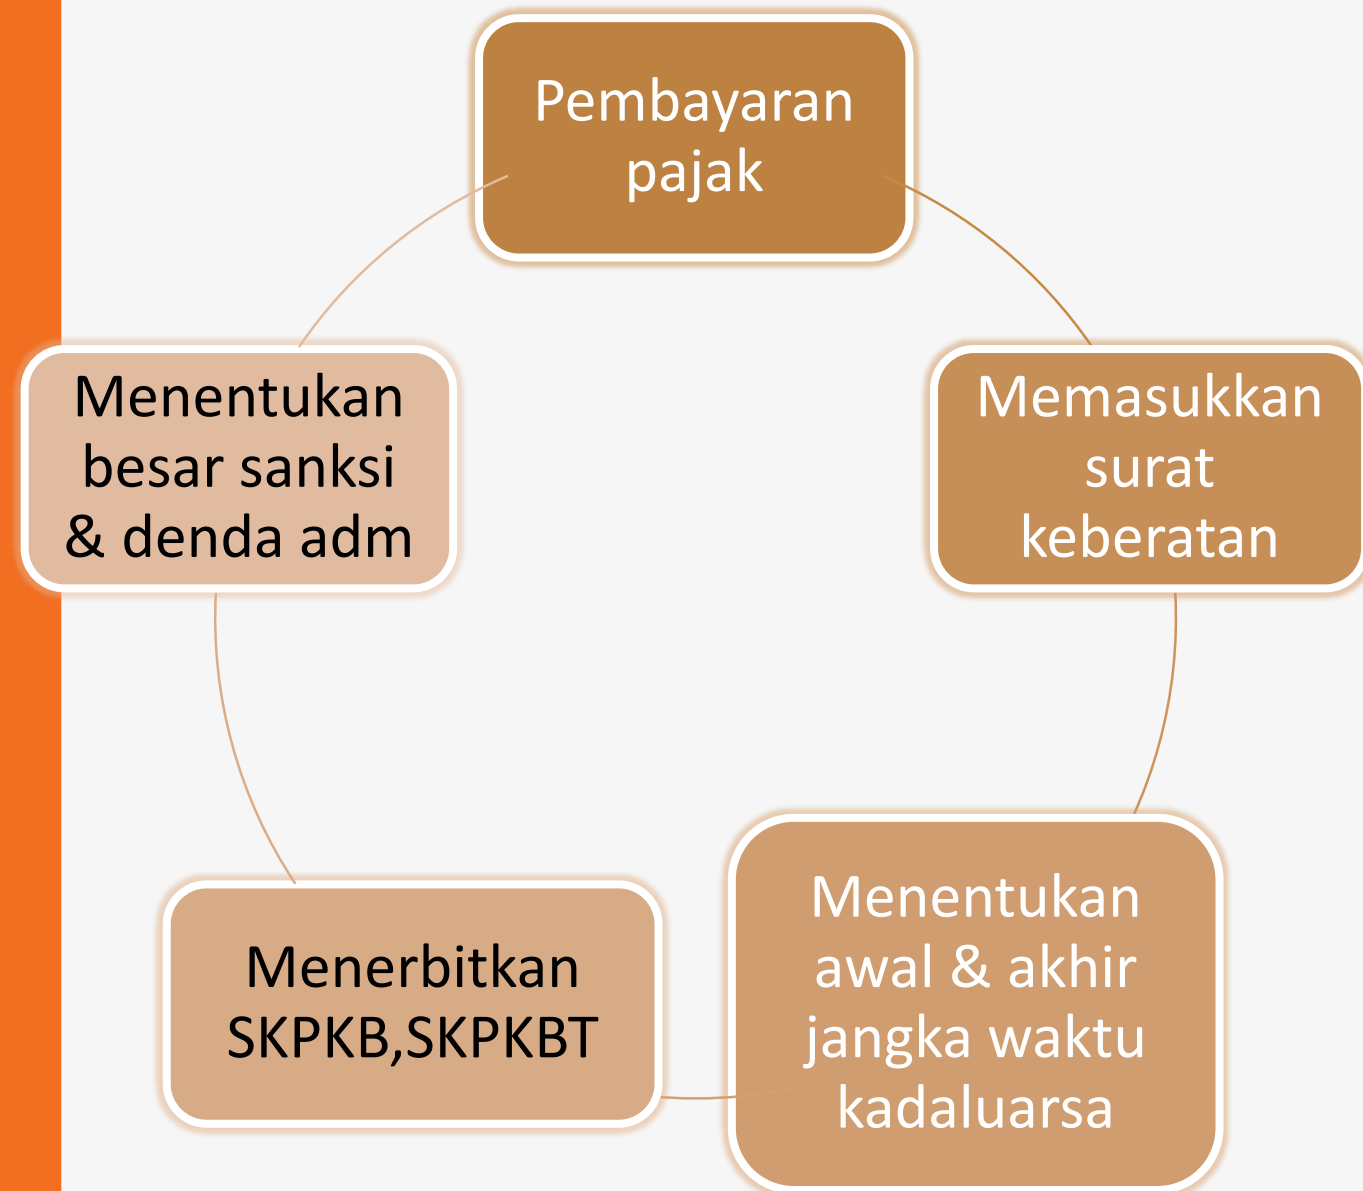 Pembayaran
pajak
Memasukkan
surat
keberatan
Menentukan
awal & akhir
jangka waktu
kadaluarsa
Menerbitkan
SKPKB,SKPKBT
Menentukan
besar sanksi
& denda adm